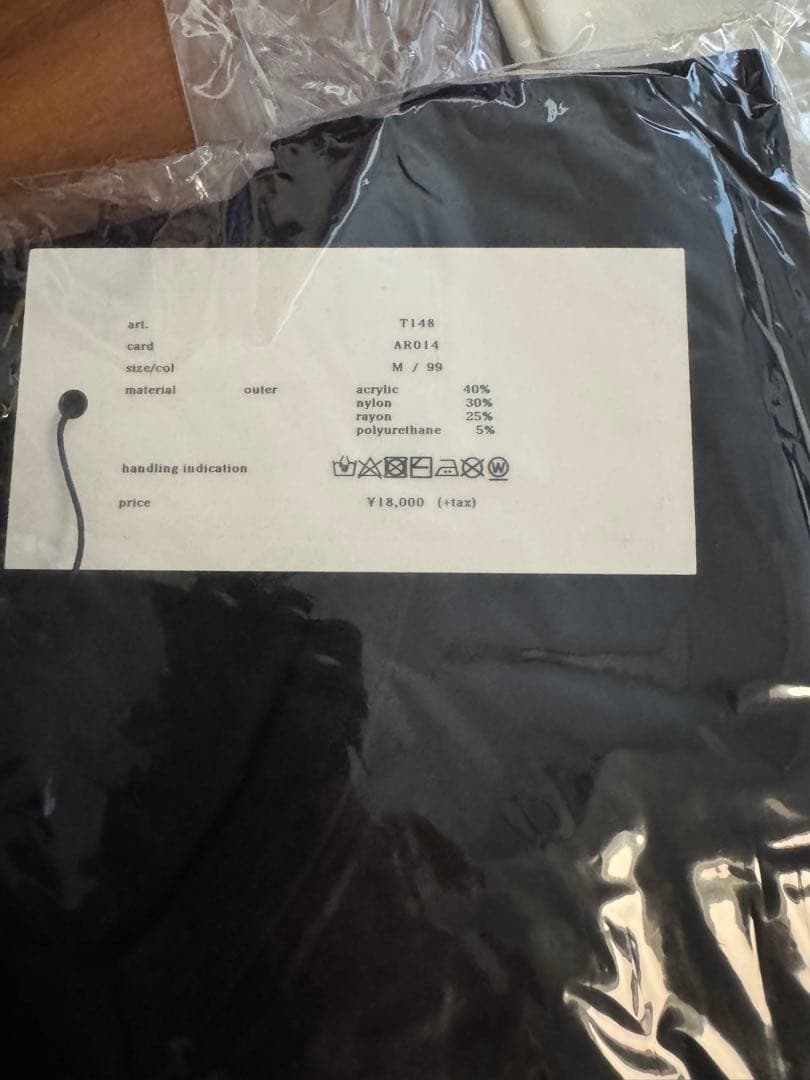 art. T148
card AR014
size/col M / 99
material outer acrylic 40%
nylon 30%
rayon 25%
polyurethane 5%
handling indication W
price ¥18,000 (+tax)